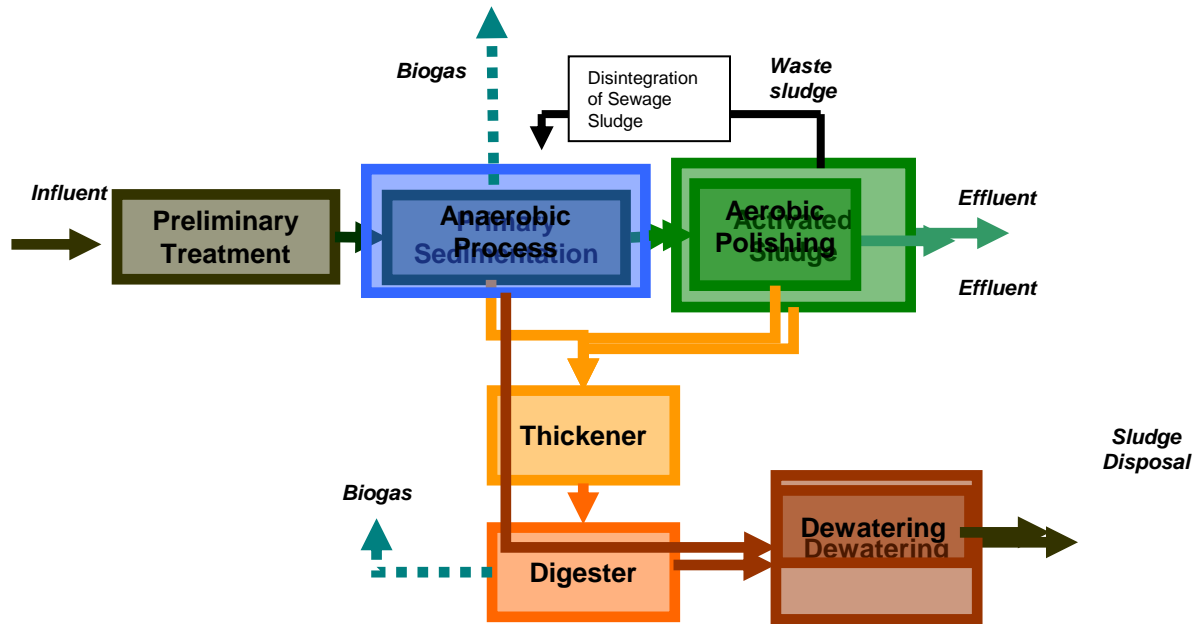 Biogas
Disintegration
of Sewage
Sludge
Waste
sludge
Influent
Preliminary
Treatment
Anaerobic
Process
Primary
Sedimentation
Aerobic
Polishing
Activated
Sludge
Effluent
Effluent
Thickener
Sludge
Disposal
Biogas
Digester
Dewatering
Dewatering